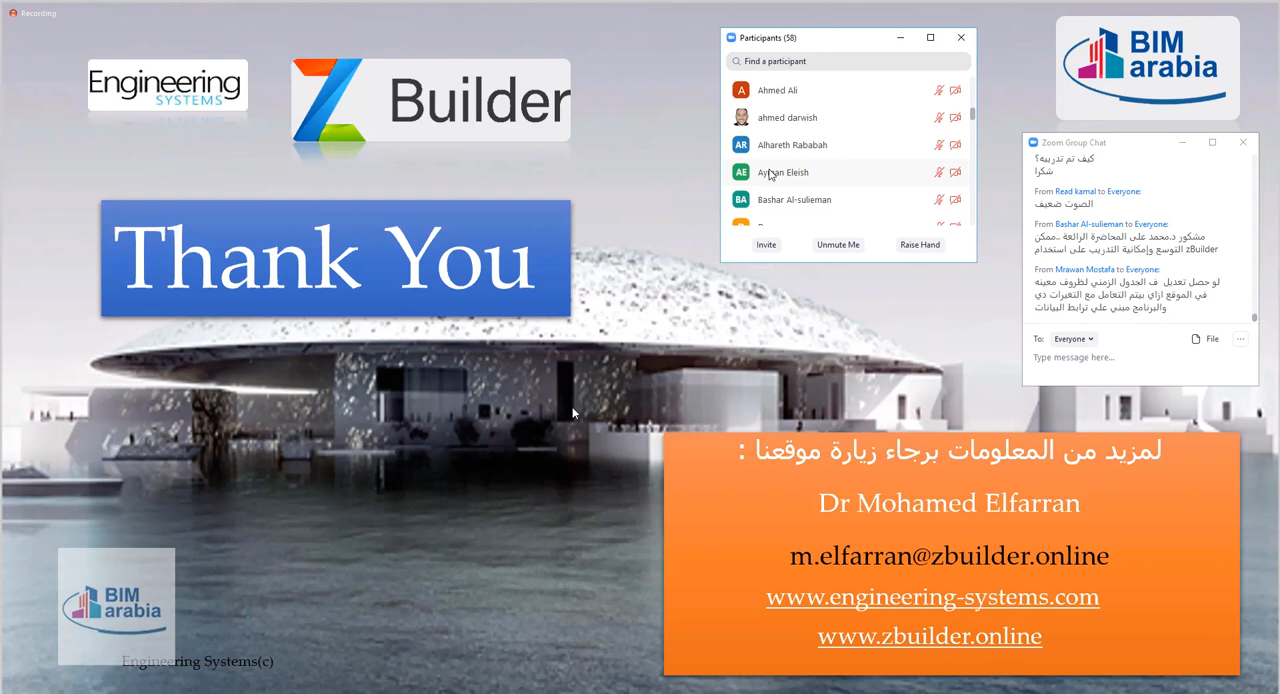 Recording
Engineering
SYSTEMS
Builder
Thank You
Participants (58)
Find a participant
A Ahmed Ali
ahmed darwish
AR Alhareth Rababah
AE Eleish
BA Bashar Al-sulieman
Invite Unmute Me Raise Hand
BIM
arabia
Zoom Group Chat
كيف تم تدريبه؟
شكرا
From Read kamal to Everyone:
الصوت ضعيف
From Bashar Al-sulieman to Everyone:
مشكور د.محمد على المحاضرة الرائعة ..ممكن
التوسع وإمكانية التدريب على استخدام zBuilder
From Mrawan Mostafa to Everyone:
لو حصل تعديل ف الجدول الزمني لظروف معينه
في الموقع ازاي بيتم التعامل مع التغيرات دي
والبرنامج مبني علي ترابط البيانات
To: Everyone File ...
Type message here...
لمزيد من المعلومات برجاء زيارة موقعنا :
Dr Mohamed Elfarran
m.elfarran@zbuilder.online
www.engineering-systems.com
www.zbuilder.online
BIM
arabia
Engineering Systems(c)